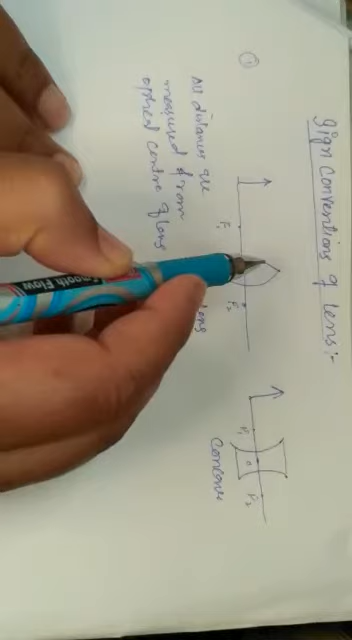 Sign Conventions of Lens:-
①
F₁
F₂
lens
F₁
O
F₂
Concave
All distances are
measured from
optical centre of lens
Smooth Flow